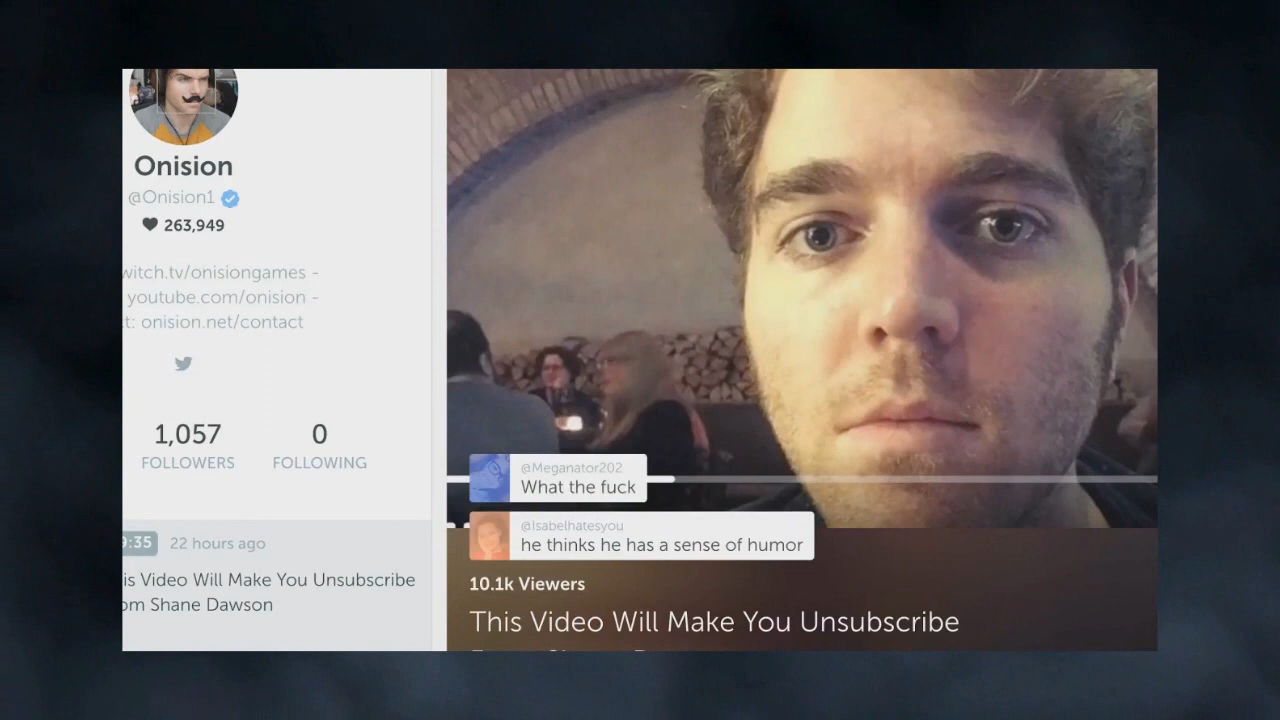 Onision
@Onision1
263,949
witch.tv/onisiongames -
youtube.com/onision -
t: onision.net/contact
1,057
0
FOLLOWERS
FOLLOWING
9:35
22 hours ago
is Video Will Make You Unsubscribe
om Shane Dawson
@Meganator202
What the fuck
@Isabelhatesyou
he thinks he has a sense of humor
10.1k Viewers
This Video Will Make You Unsubscribe